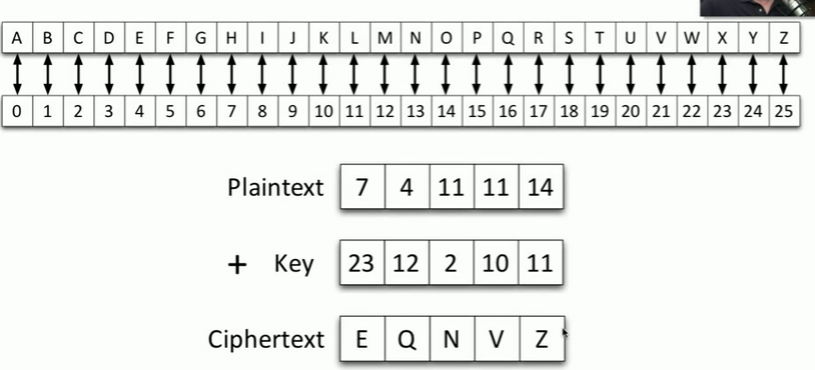 A B C D E F G H I J K L M N O P Q R S T U V W X Y Z
0 1 2 3 4 5 6 7 8 9 10 11 12 13 14 15 16 17 18 19 20 21 22 23 24 25
Plaintext 7 4 11 11 14
+ Key 23 12 2 10 11
Ciphertext E Q N V Z